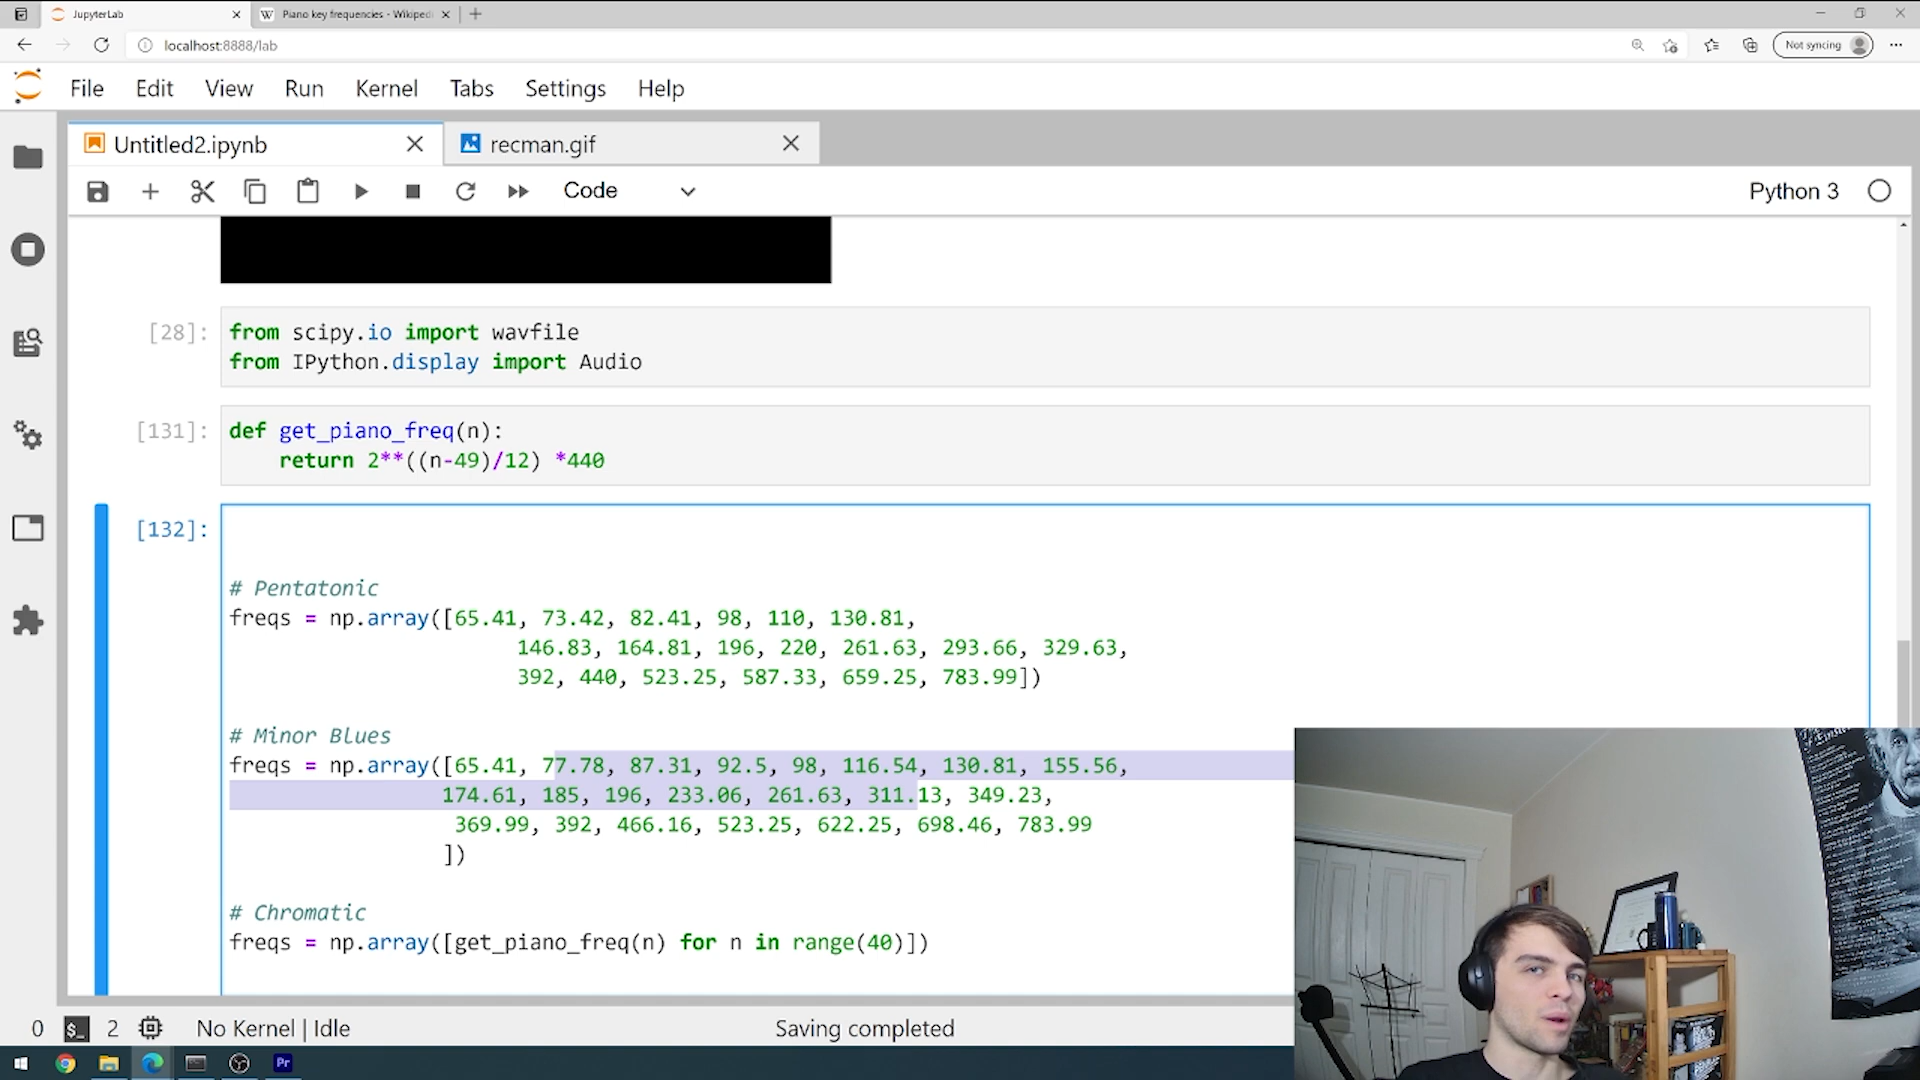 JupyterLab
Piano key frequencies - Wikiped
localhost:8888/lab
Not syncing
File Edit View Run Kernel Tabs Settings Help
Untitled2.ipynb
recman.gif
Code
Python 3
[28]:
from scipy.io import wavfile
from IPython.display import Audio
[131]:
def get_piano_freq(n):
return 2**((n-49)/12) *440
[132]:
# Pentatonic
freqs = np.array([65.41, 73.42, 82.41, 98, 110, 130.81,
146.83, 164.81, 196, 220, 261.63, 293.66, 329.63,
392, 440, 523.25, 587.33, 659.25, 783.99])
# Minor Blues
freqs = np.array([65.41, 77.78, 87.31, 92.5, 98, 116.54, 130.81, 155.56,
174.61, 185, 196, 233.06, 261.63, 311.13, 349.23,
369.99, 392, 466.16, 523.25, 622.25, 698.46, 783.99
])
# Chromatic
freqs = np.array([get_piano_freq(n) for n in range(40)])
0 $_ 2 No Kernel | Idle
Saving completed
Pr